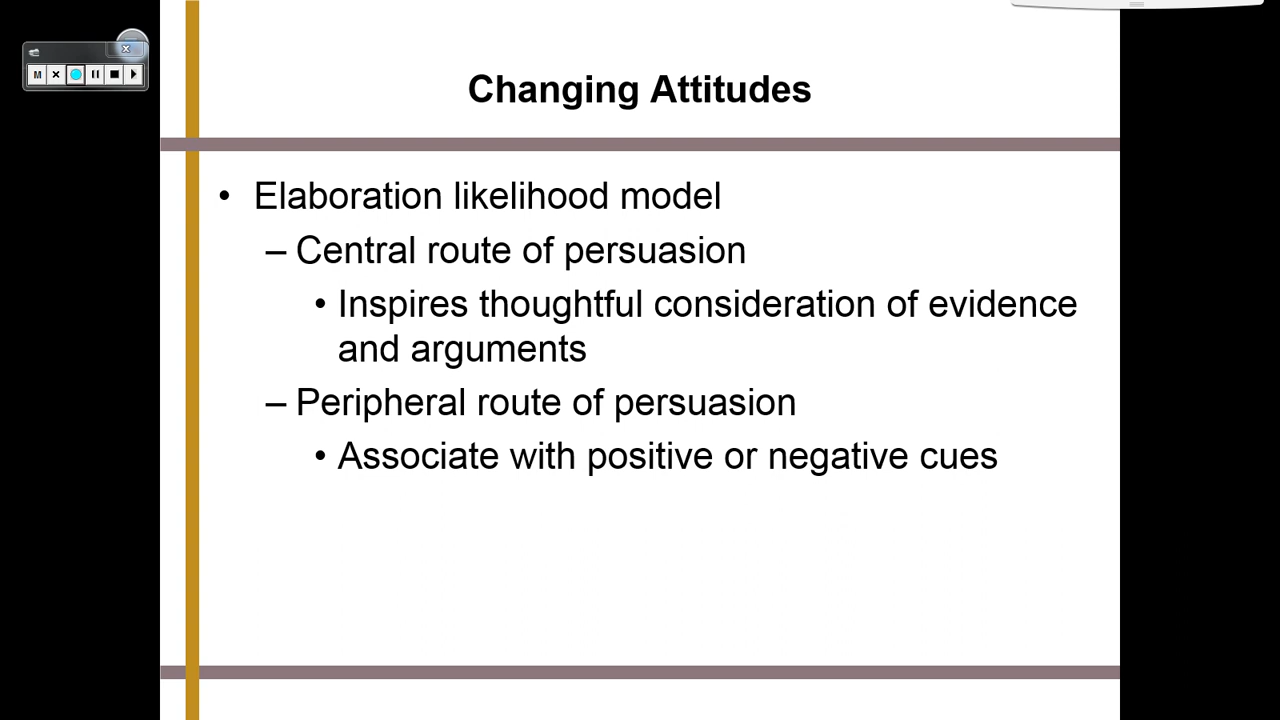 M
Changing Attitudes
• Elaboration likelihood model
– Central route of persuasion
• Inspires thoughtful consideration of evidence
and arguments
– Peripheral route of persuasion
• Associate with positive or negative cues